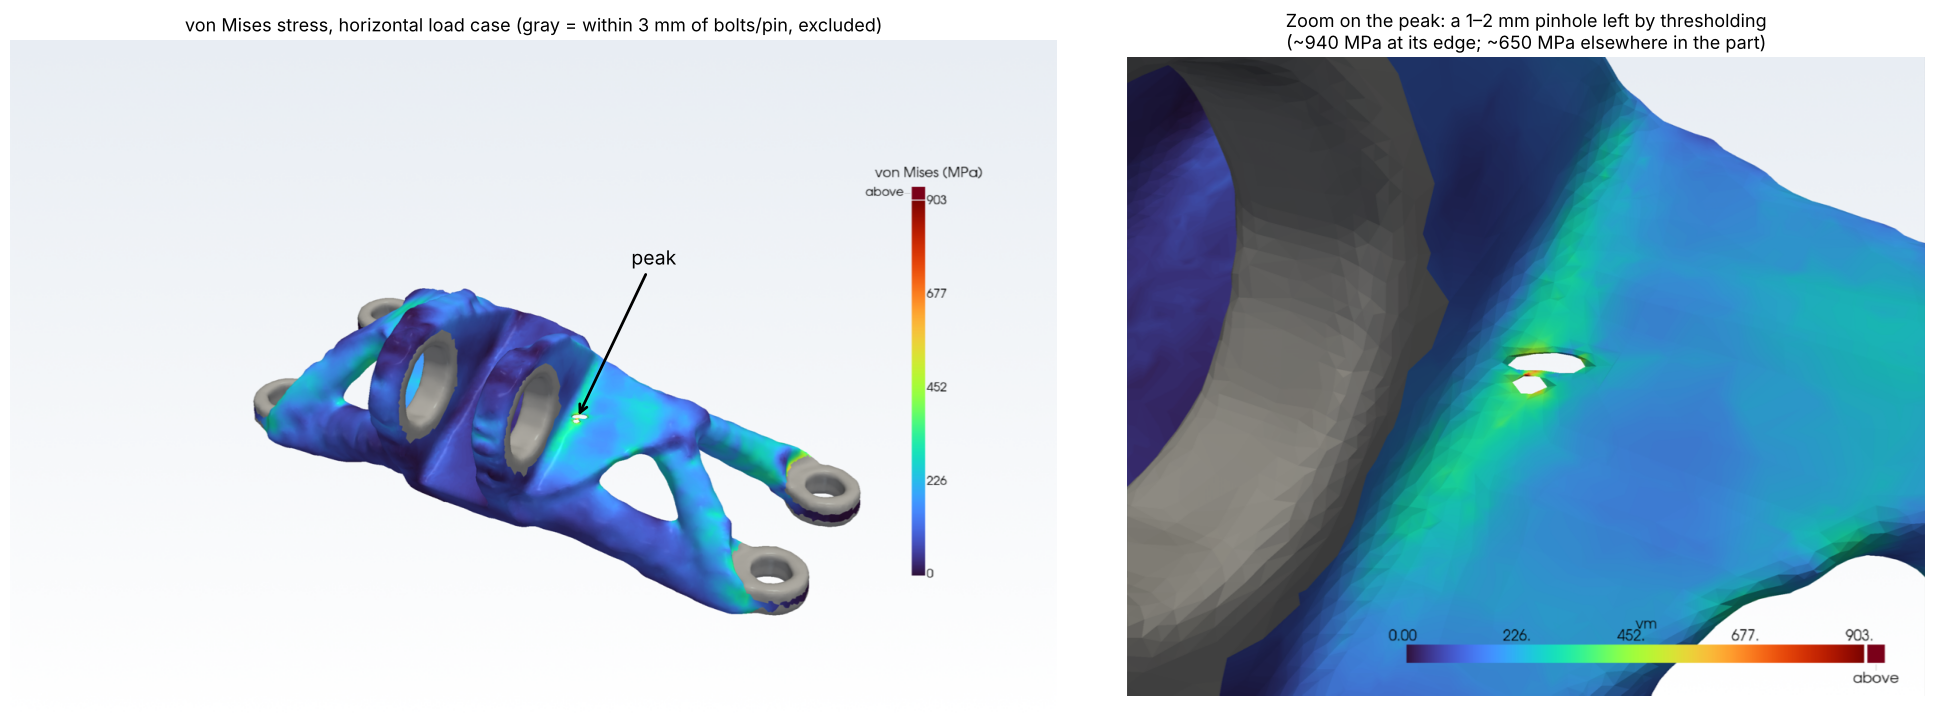 von Mises stress, horizontal load case (gray = within 3 mm of bolts/pin, excluded)
von Mises (MPa)
above
903
677
452
226
0
peak
Zoom on the peak: a 1–2 mm pinhole left by thresholding
(~940 MPa at its edge; ~650 MPa elsewhere in the part)
vm
0.00 226. 452. 677. 903.
above